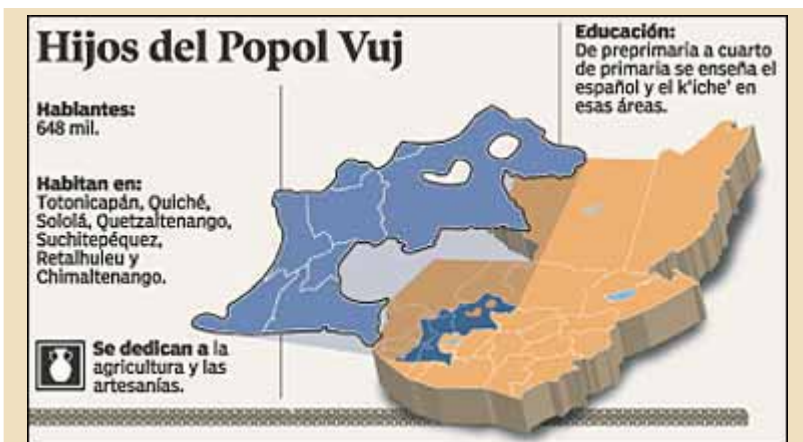 Hijos del Popol Vuj
Hablantes:
648 mil.
Habitan en:
Totonicapán, Quiché,
Sololá, Quetzaltenango,
Suchitepéquez,
Retalhuleu y
Chimaltenango.
Se dedican a la
agricultura y las
artesanías.
Educación:
De preprimaria a cuarto
de primaria se enseña el
español y el k'iche' en
esas áreas.